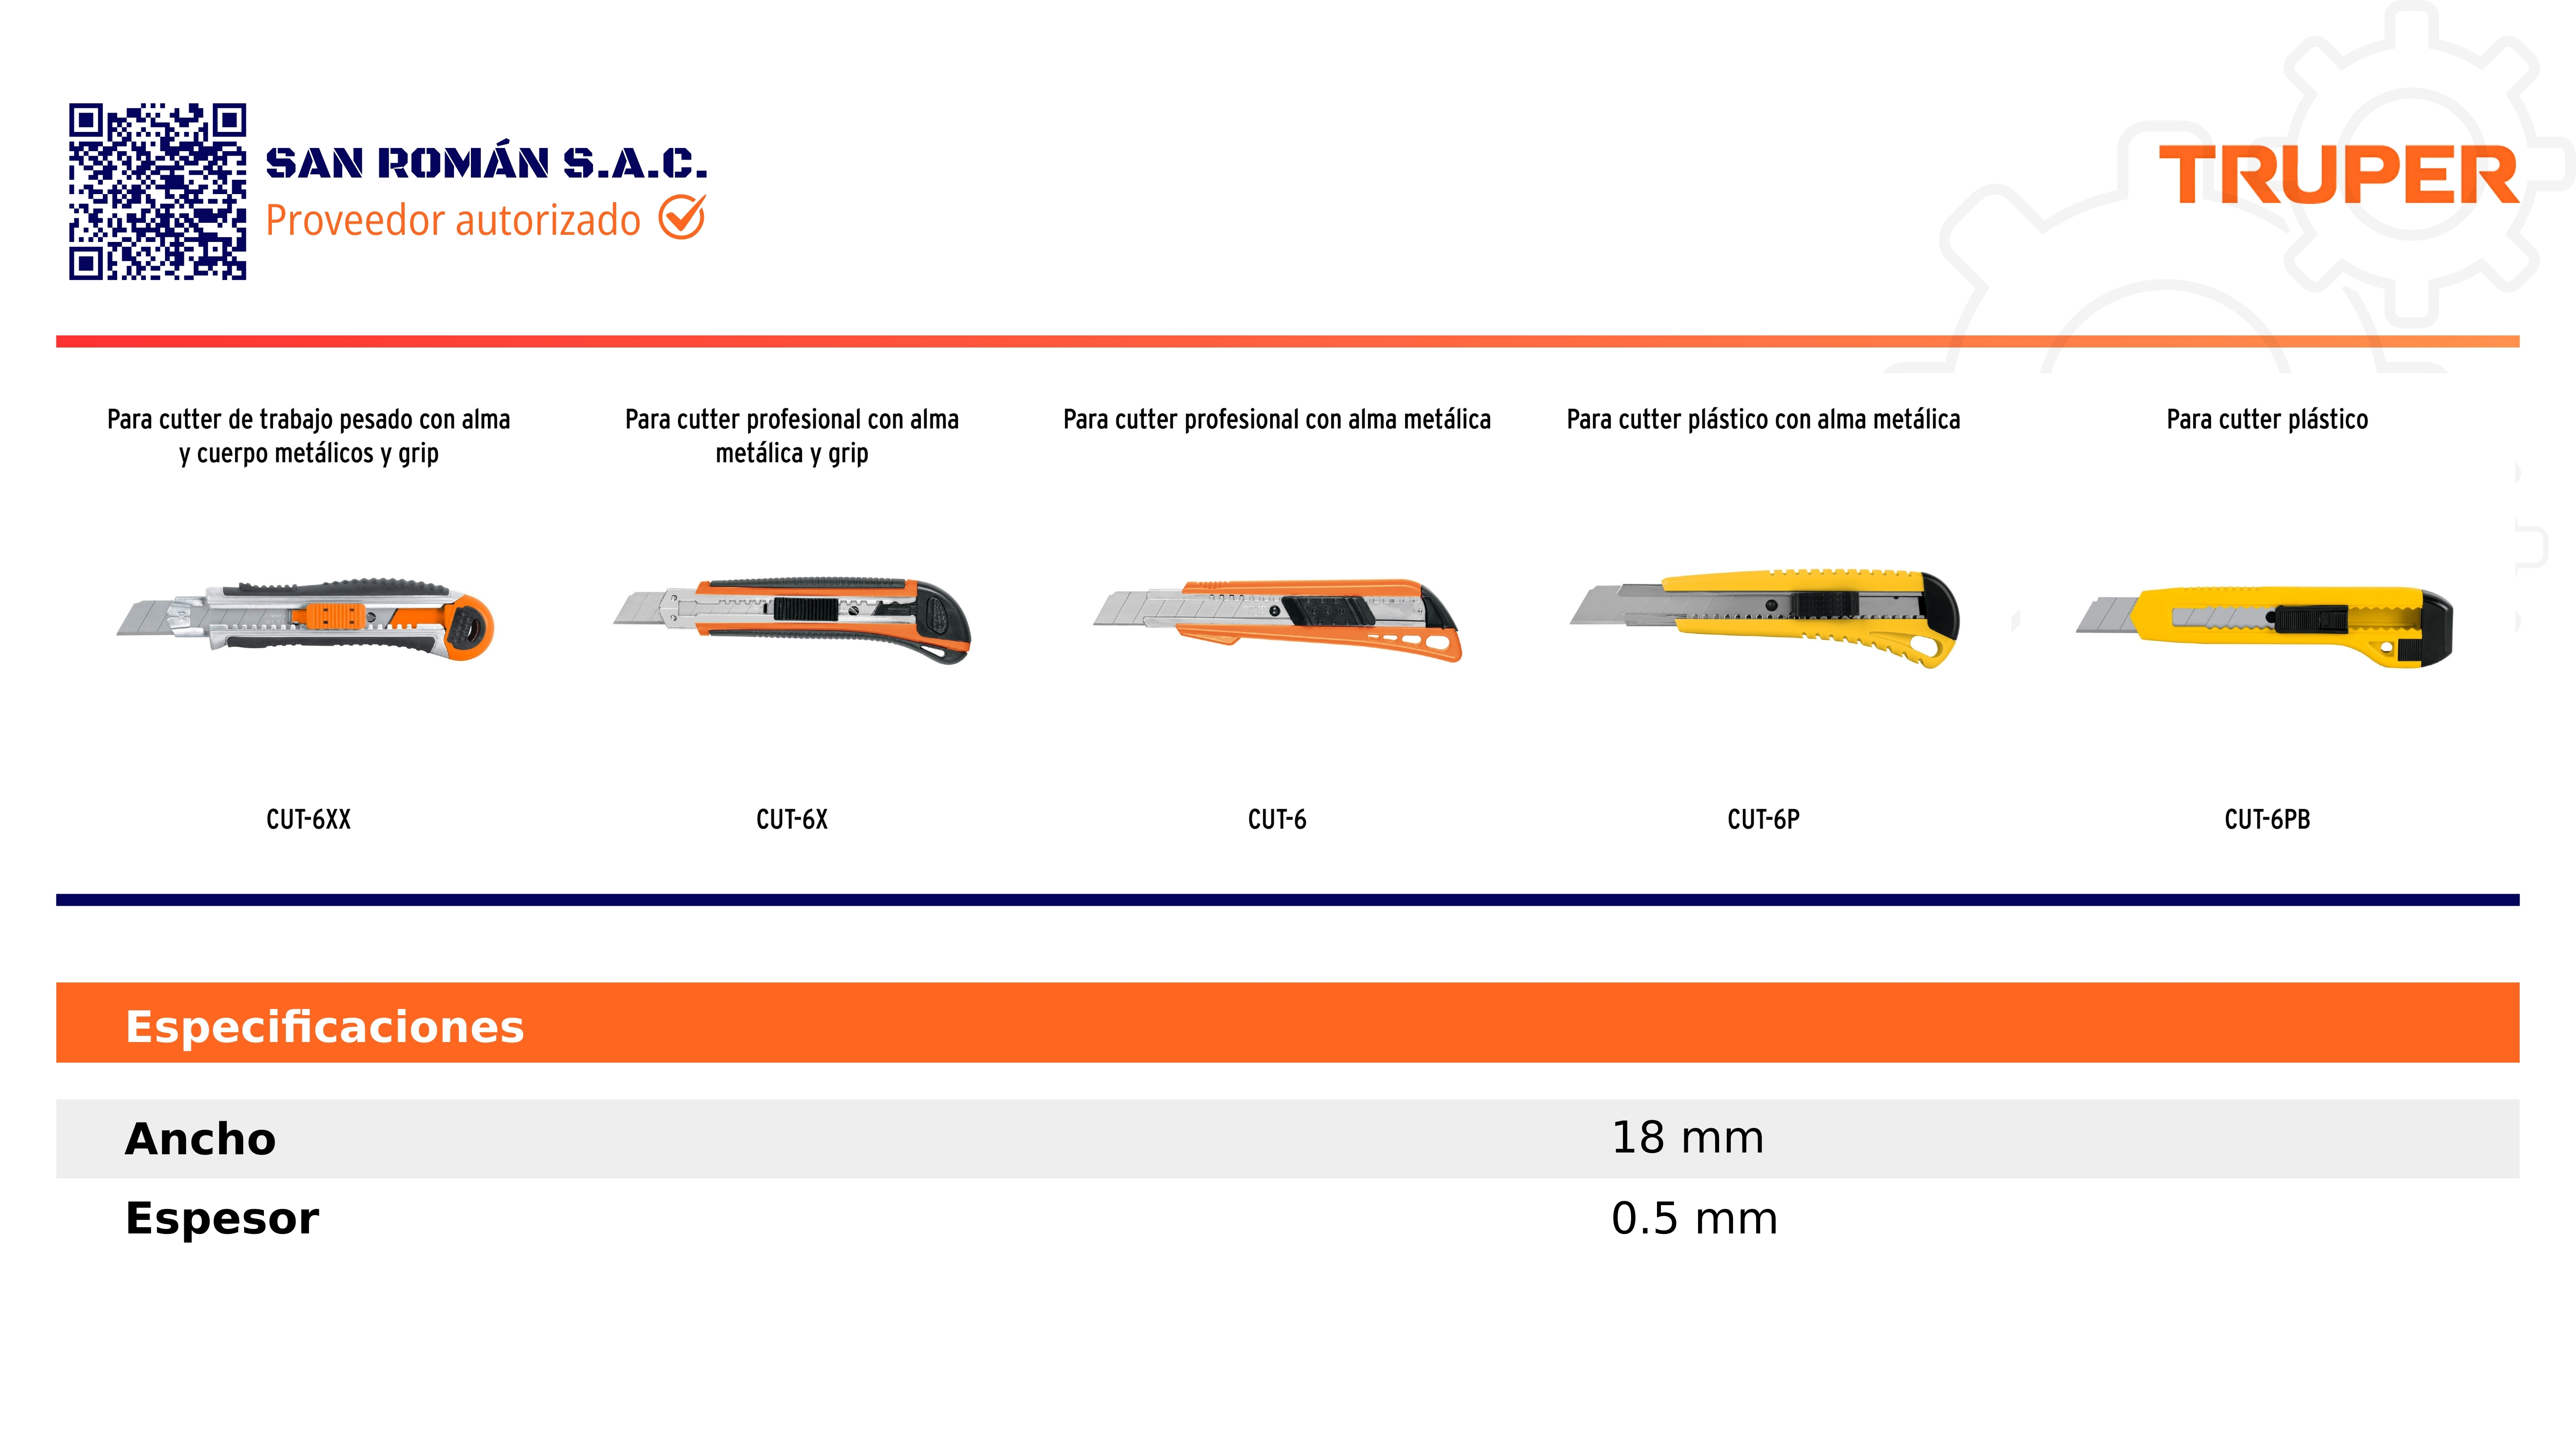 SAN ROMÁN S.A.C.
Proveedor autorizado
TRUPER
Para cutter de trabajo pesado con alma
y cuerpo metálicos y grip
Para cutter profesional con alma
metálica y grip
Para cutter profesional con alma metálica
Para cutter plástico con alma metálica
Para cutter plástico
CUT-6XX
CUT-6X
CUT-6
CUT-6P
CUT-6PB
Especificaciones
Ancho
18 mm
Espesor
0.5 mm